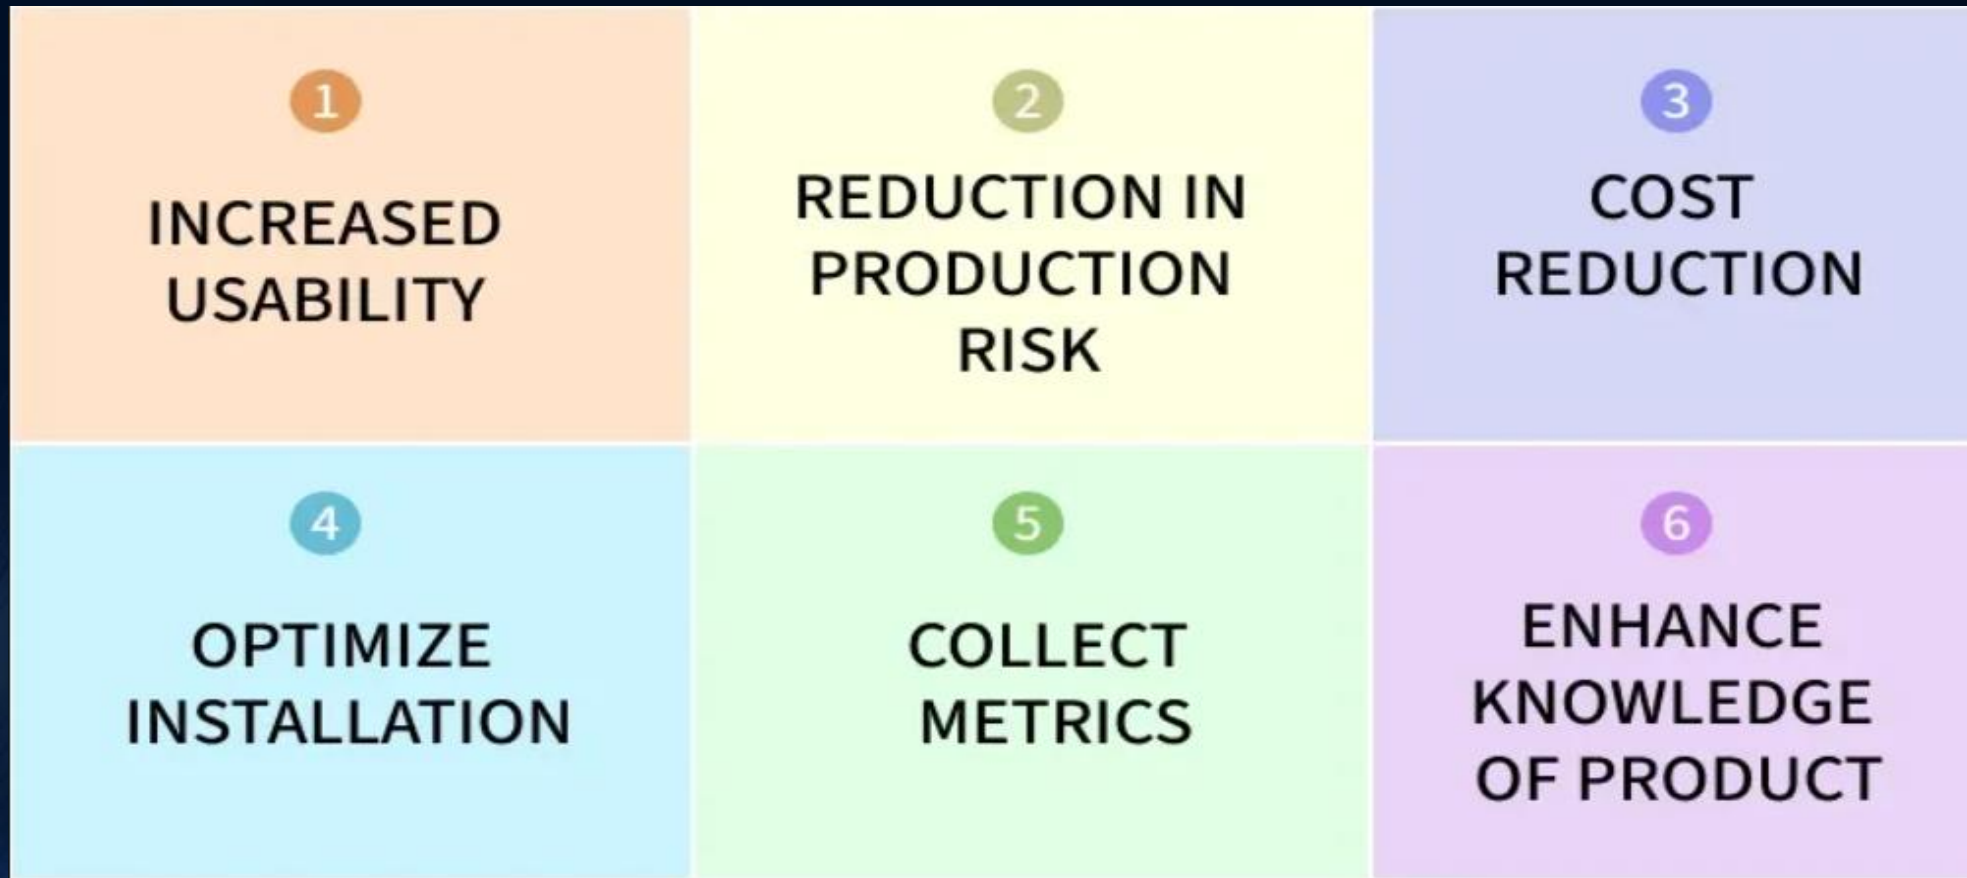 1
INCREASED
USABILITY
2
REDUCTION IN
PRODUCTION
RISK
3
COST
REDUCTION
4
OPTIMIZE
INSTALLATION
5
COLLECT
METRICS
6
ENHANCE
KNOWLEDGE
OF PRODUCT